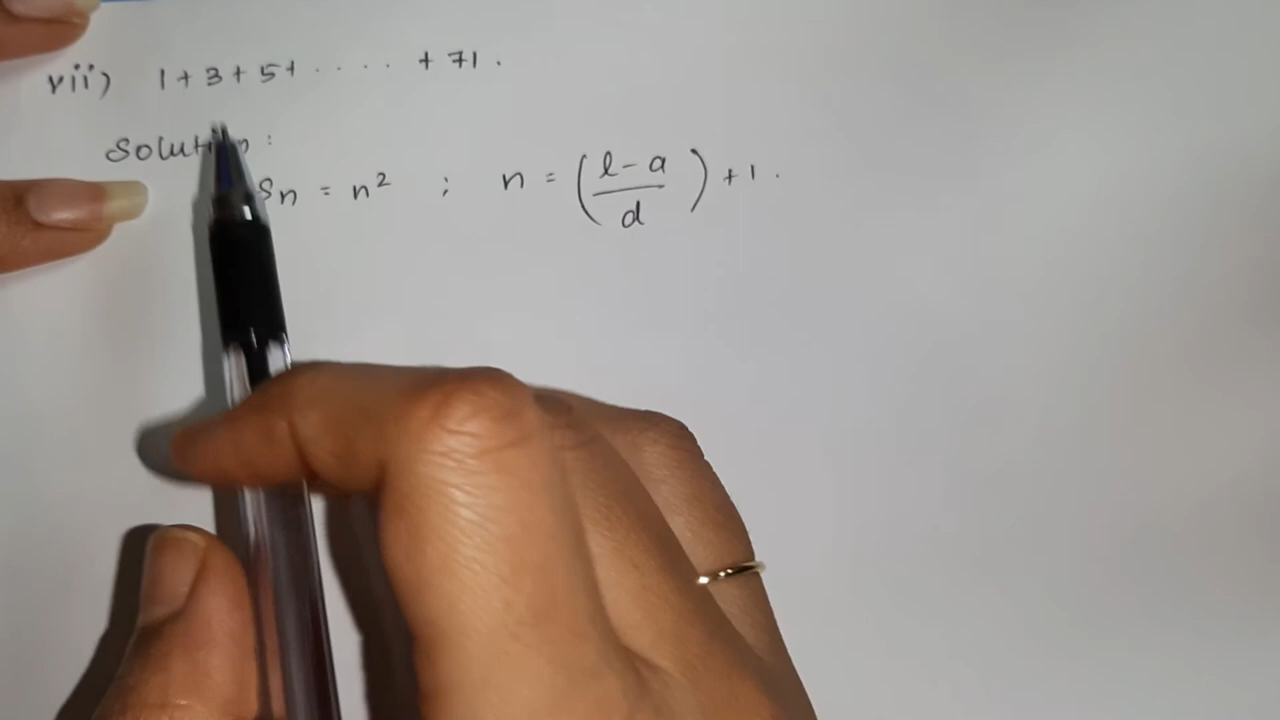 vii) 1 + 3 + 5 + . . . . . + 71 .
Solution :
Sn = n² ; n = ( l - a / d ) + 1 .